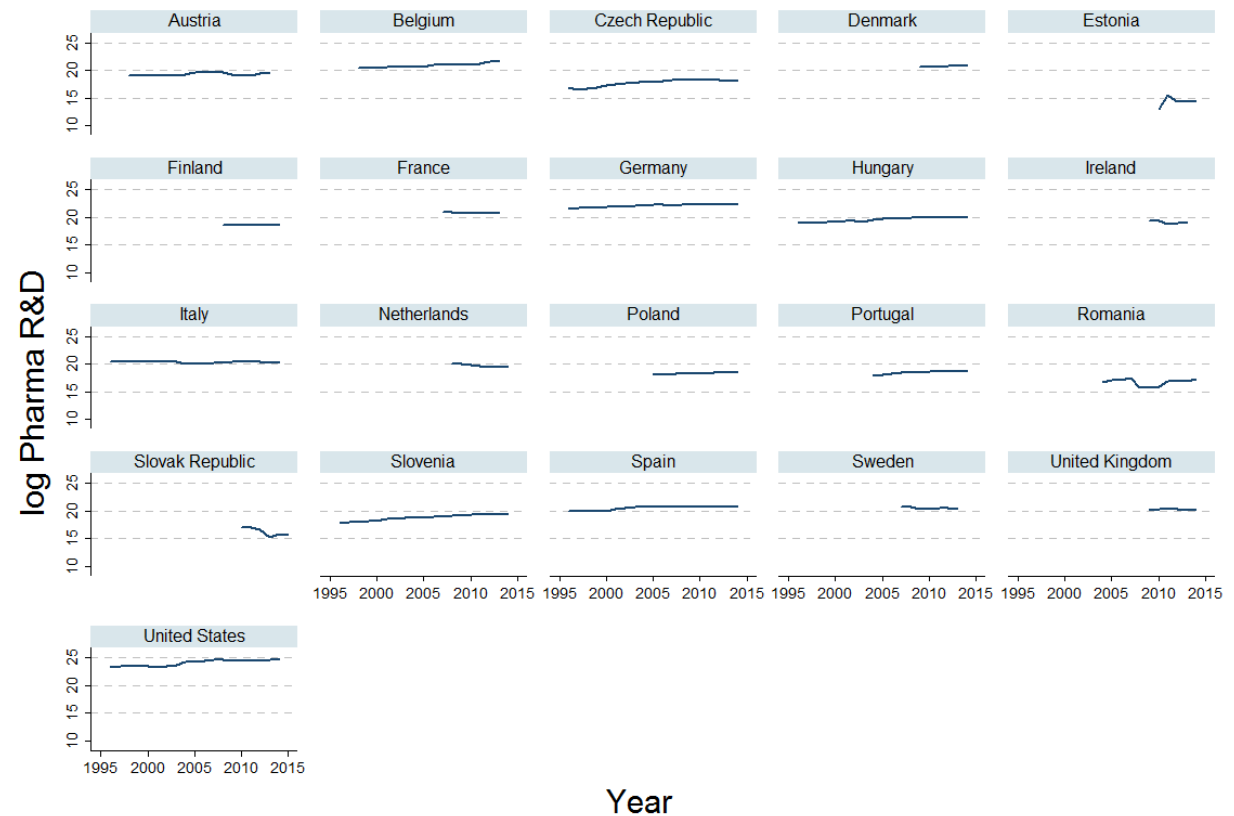 Austria Belgium Czech Republic Denmark Estonia
25
20
15
10
Finland France Germany Hungary Ireland
25
20
15
10
Italy Netherlands Poland Portugal Romania
25
20
15
10
Slovak Republic Slovenia Spain Sweden United Kingdom
25
20
15
10
1995 2000 2005 2010 2015 1995 2000 2005 2010 2015 1995 2000 2005 2010 2015 1995 2000 2005 2010 2015
United States
25
20
15
10
1995 2000 2005 2010 2015
log Pharma R&D
Year